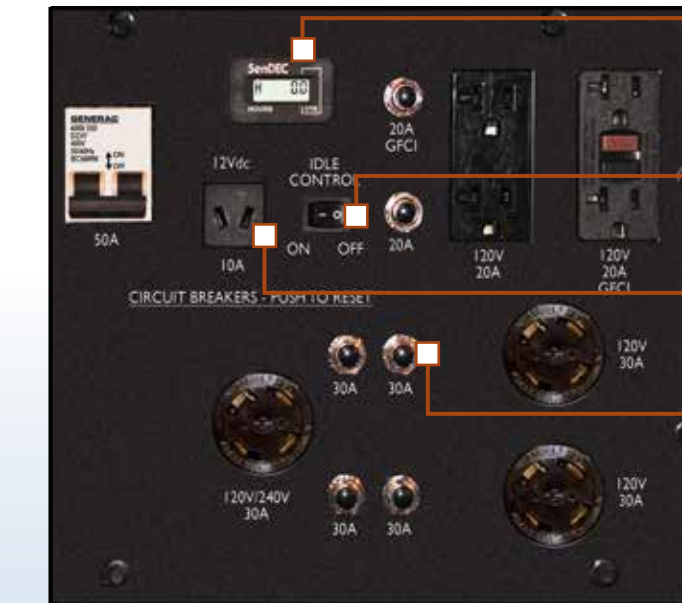 SENDEC
H 00
HOURS
GENERAC
ON
OFF
50A
12Vdc
10A
IDLE
CONTROL
ON OFF
20A
GFCI
20A
120V
20A
120V
20A
GFCI
CIRCUIT BREAKERS - PUSH TO RESET
30A
30A
120V
30A
120V/240V
30A
30A
30A
120V
30A